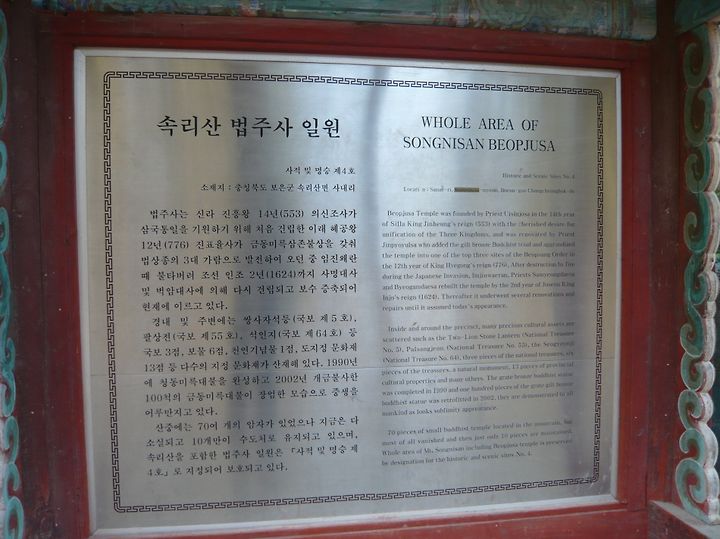 속리산 법주사 일원
사적 및 명승 제4호
소재지 : 충청북도 보은군 속리산면 사내리
법주사는 신라 진흥왕 14년(553) 의신조사가
삼국통일을 기원하기 위해 처음 건립한 이래 혜공왕
12년(776) 진표율사가 금동미륵삼존불상을 갖춰
법상종의 3대 가람으로 발전하여 오던 중 임진왜란
때 불타버려 조선 인조 2년(1624)까지 사명대사
및 벽암대사에 의해 다시 건립되고 보수 증축되어
현재에 이르고 있다.
경내 및 주변에는 쌍사자석등(국보 제5호),
팔상전(국보 제55호), 석연지(국보 제64호) 등
국보 3점, 보물 6점, 천연기념물 1점, 도지정 문화재
13점 등 다수의 지정 문화재가 산재해 있다. 1990년
에 청동미륵대불을 완성하고 2002년 개금불사한
100척의 금동미륵대불이 장엄한 모습으로 중생을
어루만지고 있다.
산중에는 70여 개의 암자가 있었으나 지금은 다
소실되고 10개만이 수도처로 유지되고 있으며,
속리산을 포함한 법주사 일원은 『사적 및 명승 제
4호』로 지정되어 보호되고 있다.
WHOLE AREA OF
SONGNISAN BEOPJUSA
Historic and Scenic Sites No. 4
Beopjusa Temple was founded by Priest Uisinjosa in the 14th year
of Silla King Jinheung's reign (553) with the cherished desire for
unification of the Three Kingdoms, and was renovated by Priest
Jinpyoyulsa who added the gilt bronze Buddhist triad and aggrandized
the temple into one of the top three sites of the Beopsang Order in
the 12th year of King Hyegong's reign (776). After destruction by fire
during the Japanese Invasion, Imjinwaeran, Priests Samyeongdaesa
and Byeogamdaesa rebuilt the temple by the 2nd year of Joseon King
Injo's reign (1624). Thereafter it underwent several renovations and
repairs until it assumed today's appearance.
Inside and around the precinct, many precious cultural assets are
scattered such as the Twin-Lion Stone Lantern (National Treasure
No. 5), Palsangjeon (National Treasure No. 55), the Seogyeonji
(National Treasure No. 64), three pieces of the national treasures, six
pieces of the treasures, a natural monument, 13 pieces of provincial
cultural properties and many others. The grate bronze buddhist statue
was completed in 1990 and one hundred pieces of the grate gilt bronze
buddhist statue was retrofitted in 2002, they are demonstrated to all
mankind as looks sublimity appearance.
70 pieces of small buddhist temple located in the mountain, but
most of all vanished and then just only 10 pieces are maintained.
Whole area of Mt. Songnisan including Beopjusa temple is preserved
by designation for the historic and scenic sites No. 4.